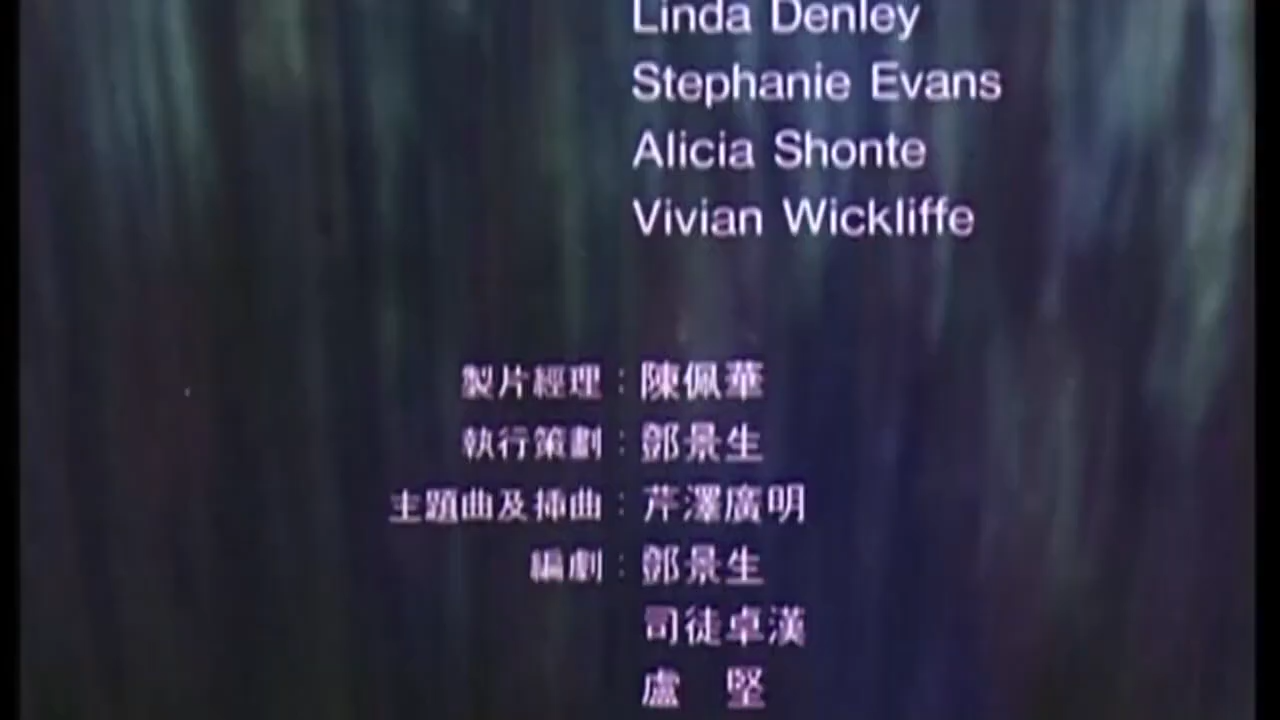 Linda Denley
Stephanie Evans
Alicia Shonte
Vivian Wickliffe
製片經理：陳佩華
執行策劃：鄧景生
主題曲及插曲：芹澤廣明
編劇：鄧景生
司徒卓漢
盧　堅